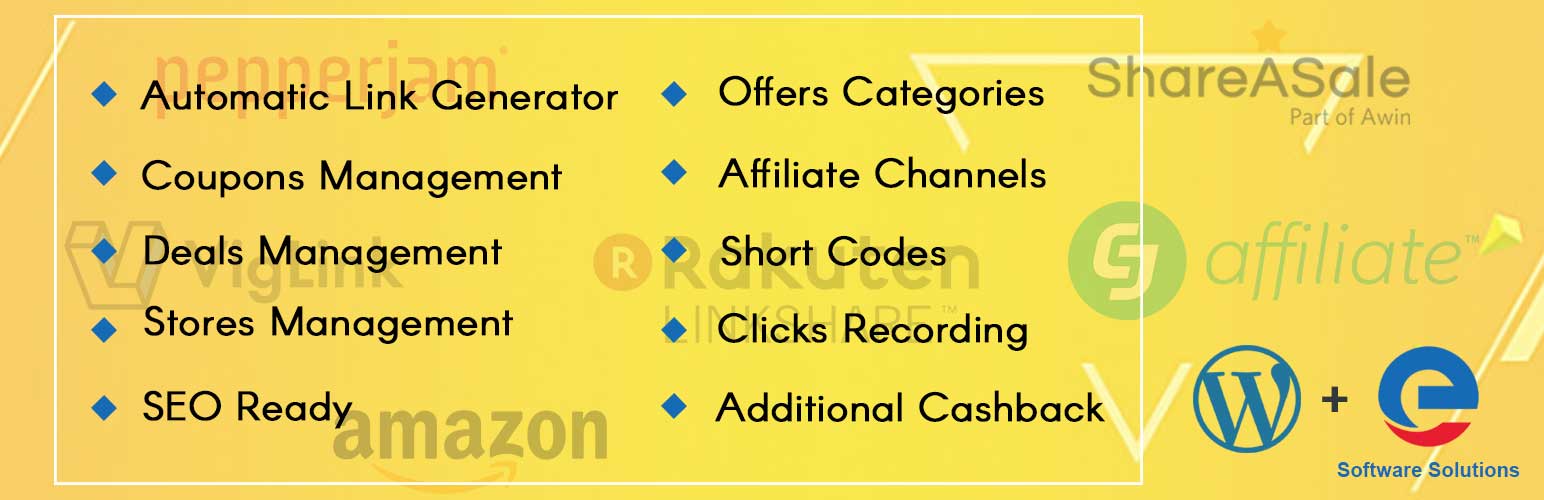 pepperjam
ShareASale
Part of Awin
Automatic Link Generator
Offers Categories
Coupons Management
Affiliate Channels
VigLink
Deals Management
Rakuten
LINKSHARE™
Short Codes
CJ affiliate™
Stores Management
Clicks Recording
SEO Ready
amazon
Additional Cashback
W + e
Software Solutions